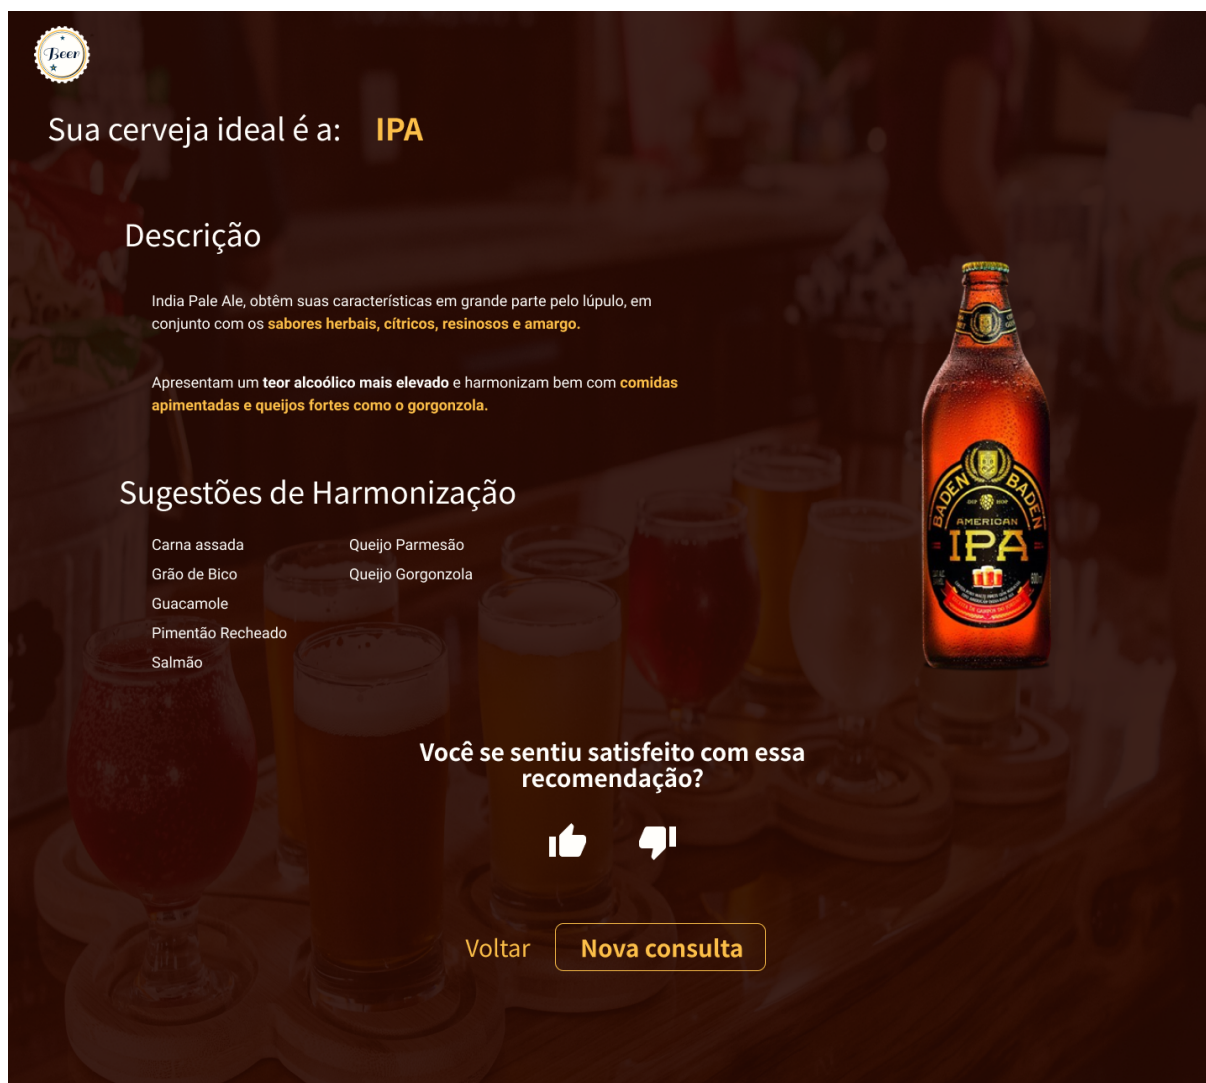 Beer
Sua cerveja ideal é a: IPA
Descrição
India Pale Ale, obtêm suas características em grande parte pelo lúpulo, em
conjunto com os sabores herbais, cítricos, resinosos e amargo.
Apresentam um teor alcoólico mais elevado e harmonizam bem com comidas
apimentadas e queijos fortes como o gorgonzola.
BADEN BADEN
AMERICAN
IPA
Sugestões de Harmonização
Carna assada
Grão de Bico
Guacamole
Pimentão Recheado
Salmão
Queijo Parmesão
Queijo Gorgonzola
Você se sentiu satisfeito com essa
recomendação?
Voltar
Nova consulta